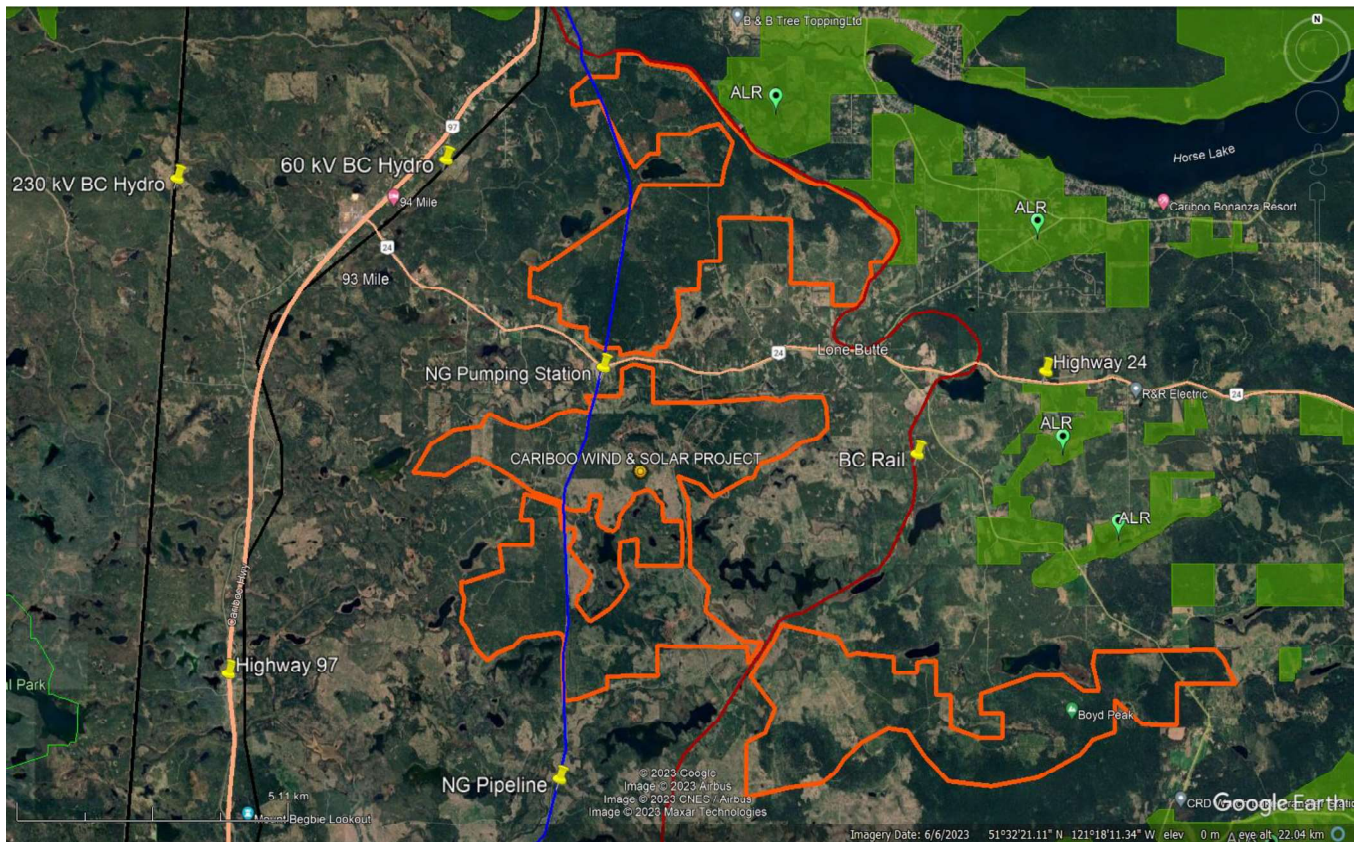 N
B & B Tree ToppingLtd
ALR
97
60 kV BC Hydro
Horse Lake
230 kV BC Hydro
94 Mile
Cariboo Bonanza Resort
ALR
24
93 Mile
Lone Butte
24
Highway 24
NG Pumping Station
R&R Electric
24
ALR
CARIBOO WIND & SOLAR PROJECT
BC Rail
ALR
Cariboo Hwy
Highway 97
al Park
Boyd Peak
NG Pipeline
© 2023 Google
Image © 2023 Airbus
Image © 2023 CNES / Airbus
Image © 2023 Maxar Technologies
5.11 km
Mount Begbie Lookout
CRD
Google Earth
Imagery Date: 6/6/2023 51°32'21.11" N 121°18'11.34" W elev 0 m eye alt 22.04 km